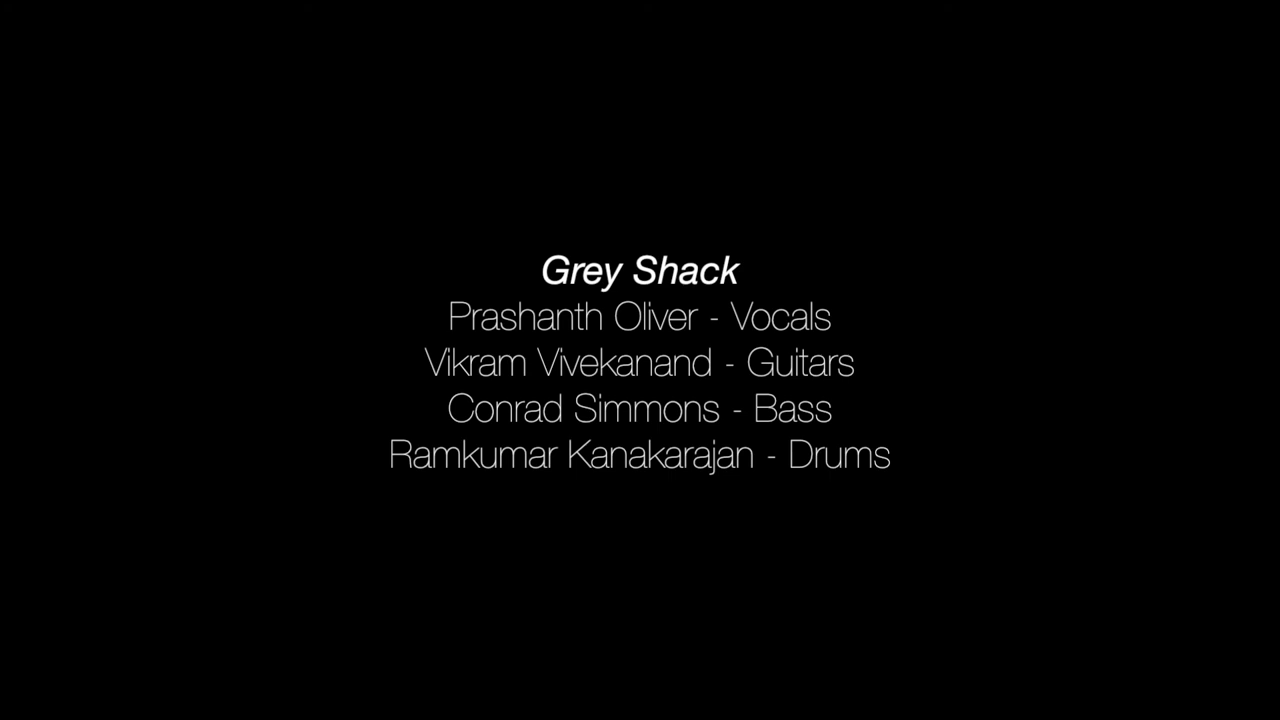 Grey Shack
Prashanth Oliver - Vocals
Vikram Vivekanand - Guitars
Conrad Simmons - Bass
Ramkumar Kanakarajan - Drums